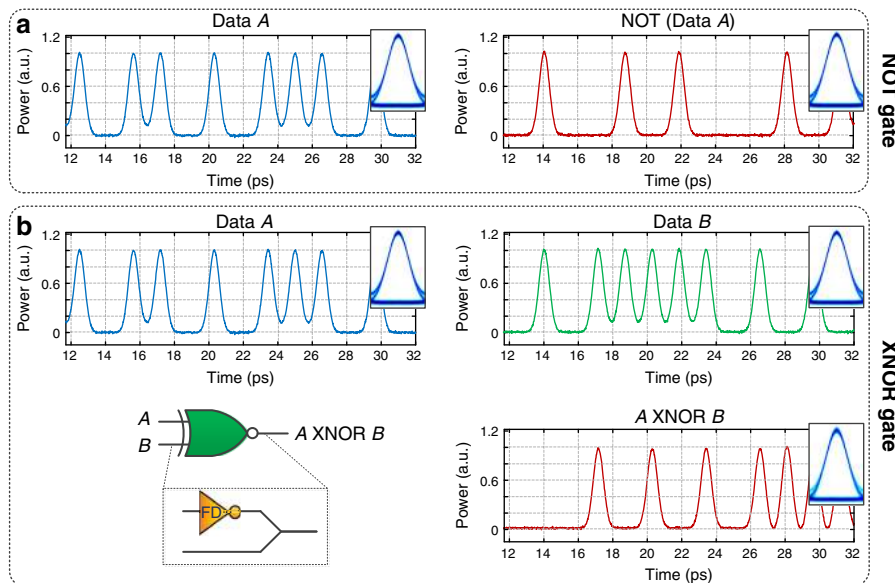 a
Data A
NOT (Data A)
NOT gate
Power (a.u.)
1.2
0.6
0
12 14 16 18 20 22 24 26 28 30 32
Time (ps)
Power (a.u.)
1.2
0.6
0
12 14 16 18 20 22 24 26 28 30 32
Time (ps)
b
Data A
Data B
XNOR gate
Power (a.u.)
1.2
0.6
0
12 14 16 18 20 22 24 26 28 30 32
Time (ps)
Power (a.u.)
1.2
0.6
0
12 14 16 18 20 22 24 26 28 30 32
Time (ps)
A
B
A XNOR B
FD
A XNOR B
Power (a.u.)
1.2
0.6
0
12 14 16 18 20 22 24 26 28 30 32
Time (ps)